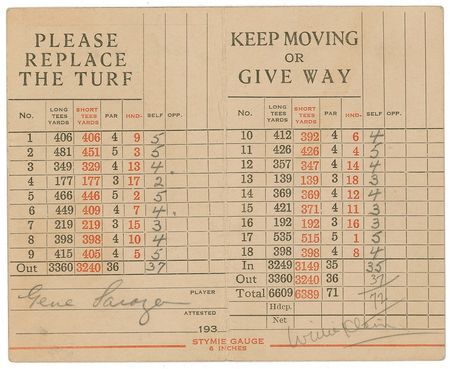 PLEASE
REPLACE
THE TURF
No. LONG TEES YARDS SHORT TEES YARDS PAR HND- SELF OPP.
1 406 406 4 9 5
2 481 451 5 3 5
3 349 329 4 13 4
4 177 177 3 17 2
5 466 446 5 2 5
6 449 409 4 7 4
7 219 219 3 15 3
8 398 398 4 10 4
9 415 405 4 5 5
Out 3360 3240 36 37
Gene Sarazen PLAYER
ATTESTED
193
KEEP MOVING
OR
GIVE WAY
No. LONG TEES YARDS SHORT TEES YARDS PAR HND- SELF OPP.
10 412 392 4 6 4
11 426 426 4 4 5
12 357 347 4 14 4
13 139 139 3 18 3
14 369 369 4 12 4
15 421 371 4 11 3
16 192 192 3 16 3
17 535 515 5 1 5
18 398 398 4 8 4
In 3249 3149 35 35
Out 3360 3240 36 37
Total 6609 6389 71 72
Hdcp.
Net
Willie
STYMIE GAUGE
6 INCHES